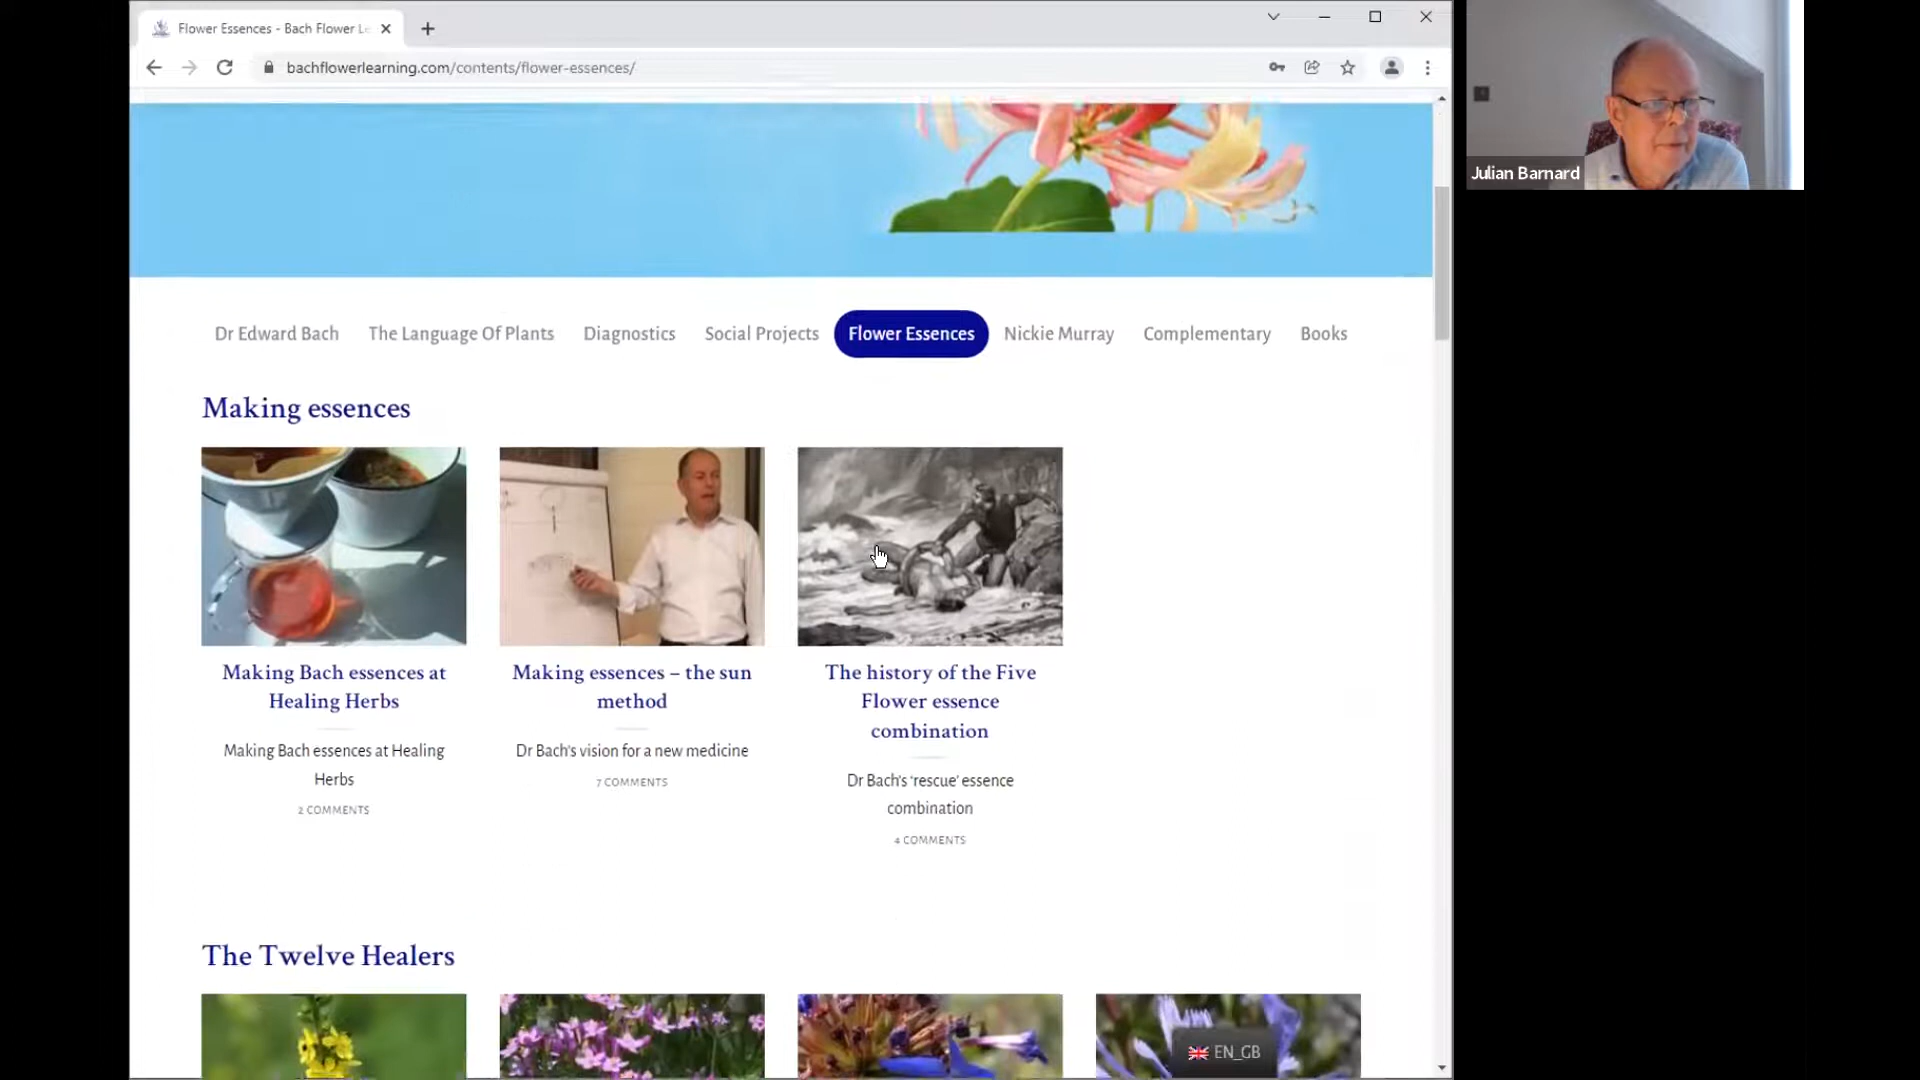 Flower Essences - Bach Flower Le
bachflowerlearning.com/contents/flower-essences/
Julian Barnard
Dr Edward Bach The Language Of Plants Diagnostics Social Projects Flower Essences Nickie Murray Complementary Books
Making essences
Making Bach essences at
Healing Herbs
Making Bach essences at Healing
Herbs
2 COMMENTS
Making essences – the sun
method
Dr Bach's vision for a new medicine
7 COMMENTS
The history of the Five
Flower essence
combination
Dr Bach's 'rescue' essence
combination
4 COMMENTS
The Twelve Healers
EN_GB